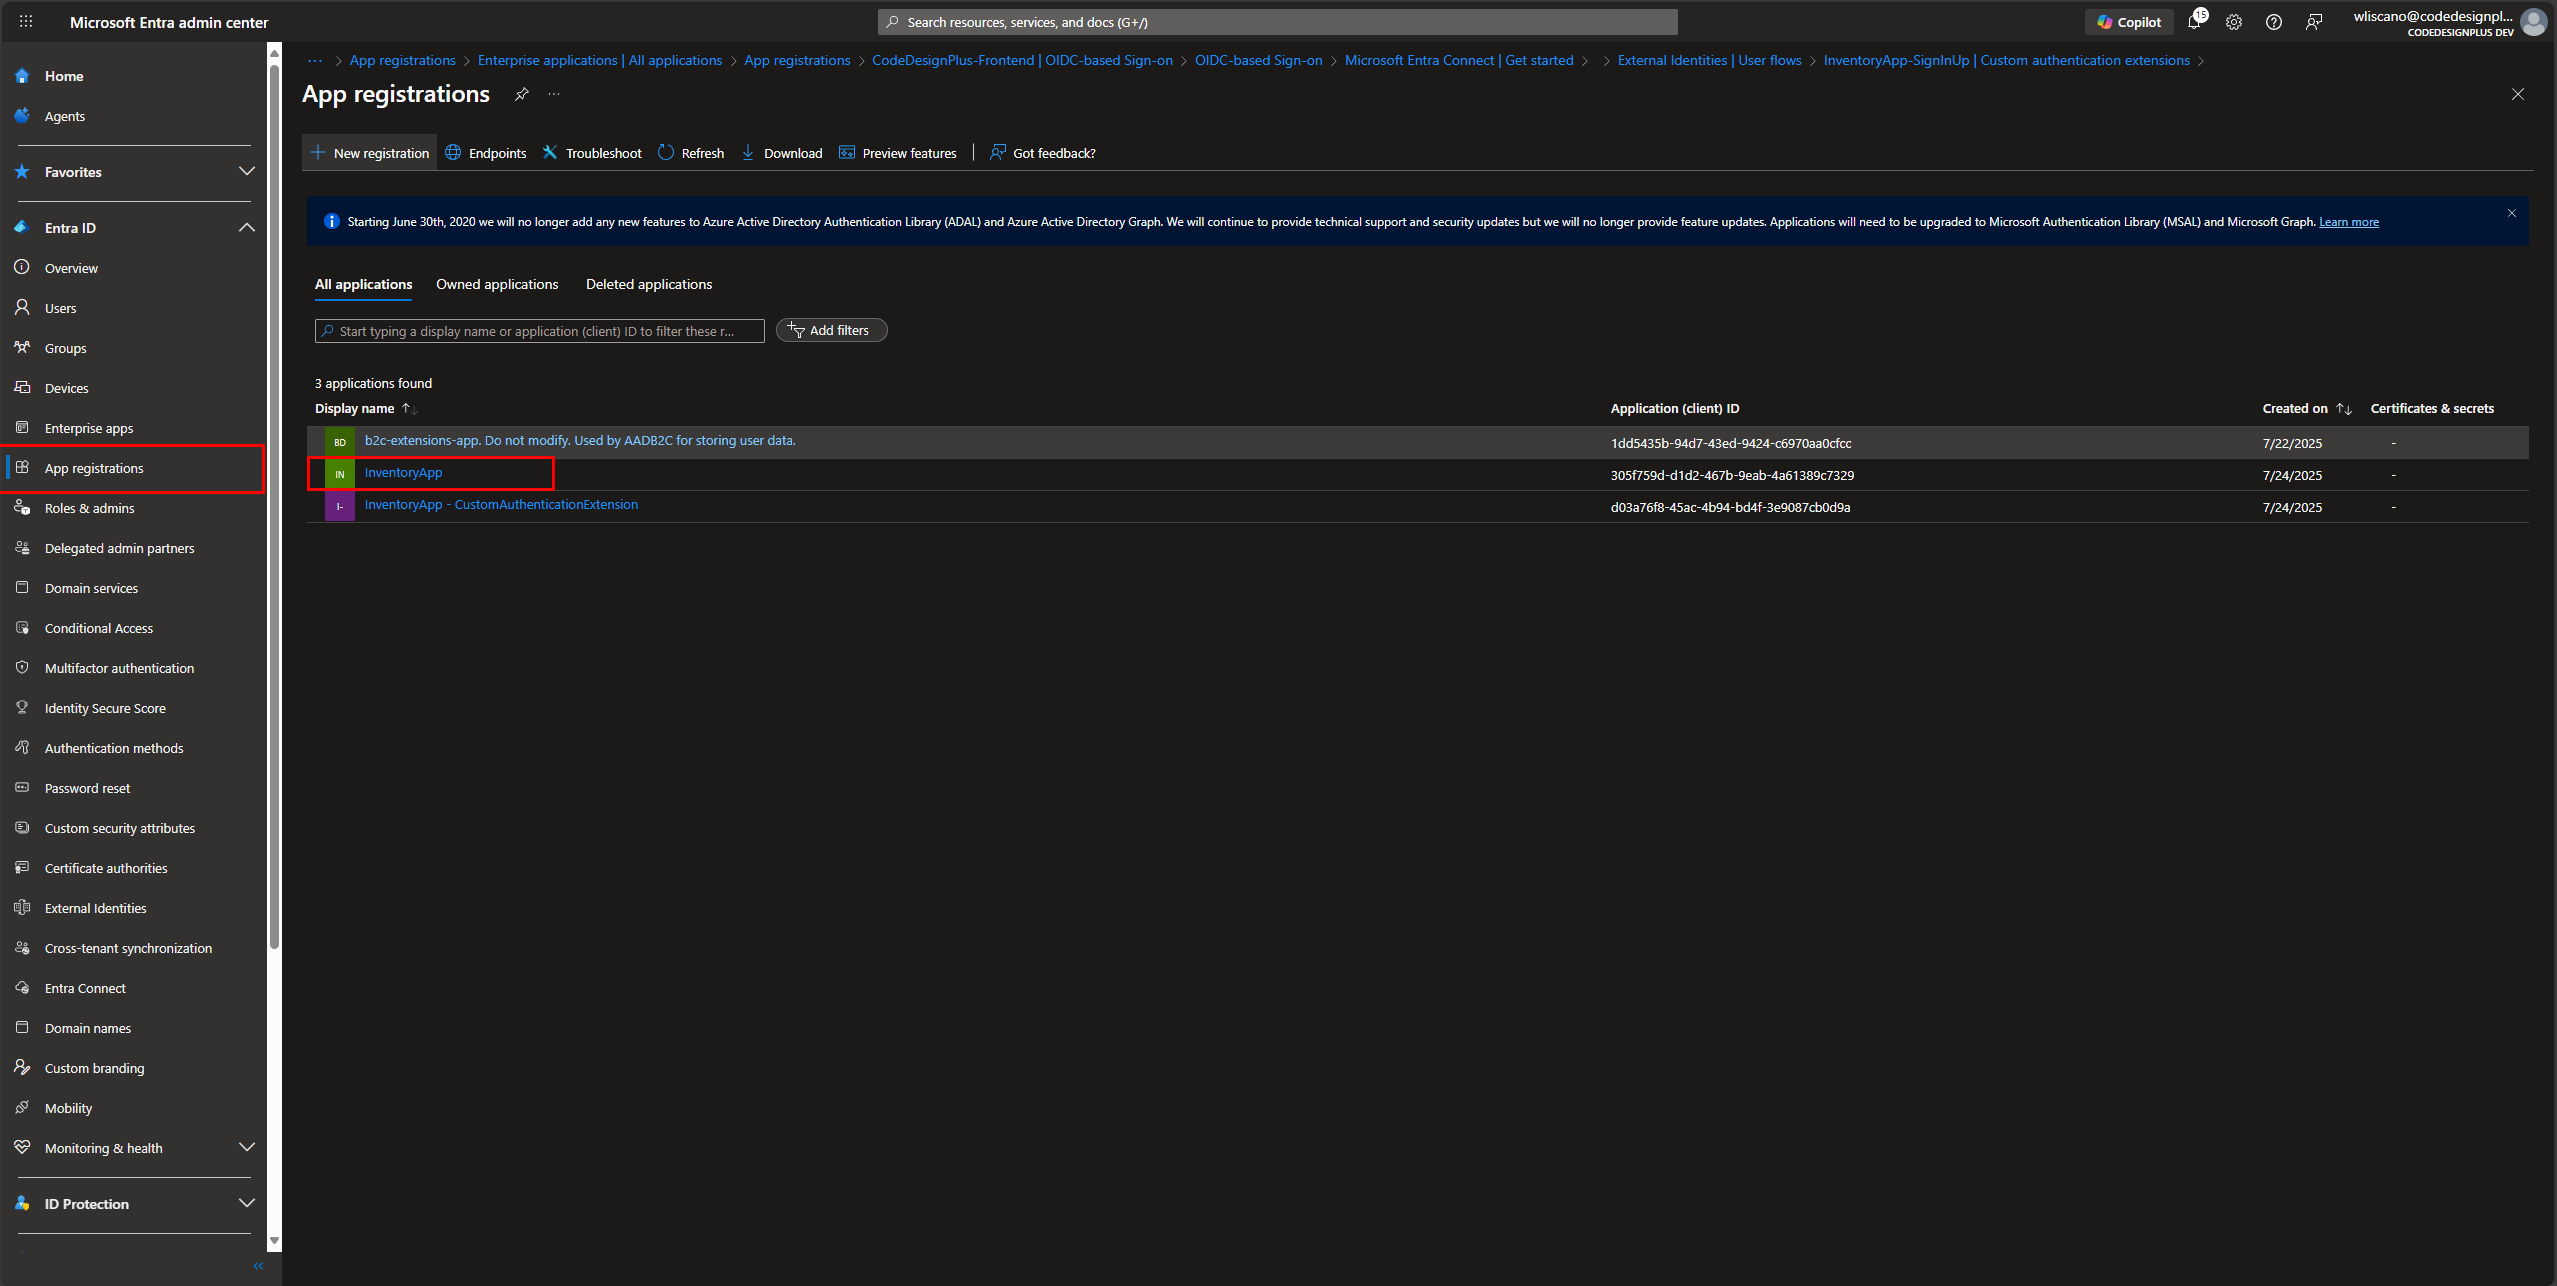 Microsoft Entra admin center
Search resources, services, and docs (G+/)
Copilot
15
wliscano@codedesignpl...
CODEDESIGNPLUS DEV
Home
Agents
Favorites
Entra ID
Overview
Users
Groups
Devices
Enterprise apps
App registrations
Roles & admins
Delegated admin partners
Domain services
Conditional Access
Multifactor authentication
Identity Secure Score
Authentication methods
Password reset
Custom security attributes
Certificate authorities
External Identities
Cross-tenant synchronization
Entra Connect
Domain names
Custom branding
Mobility
Monitoring & health
ID Protection
... > App registrations > Enterprise applications | All applications > App registrations > CodeDesignPlus-Frontend | OIDC-based Sign-on > OIDC-based Sign-on > Microsoft Entra Connect | Get started > > External Identities | User flows > InventoryApp-SignInUp | Custom authentication extensions >
App registrations ...
New registration Endpoints Troubleshoot Refresh Download Preview features | Got feedback?
Starting June 30th, 2020 we will no longer add any new features to Azure Active Directory Authentication Library (ADAL) and Azure Active Directory Graph. We will continue to provide technical support and security updates but we will no longer provide feature updates. Applications will need to be upgraded to Microsoft Authentication Library (MSAL) and Microsoft Graph. Learn more
All applications Owned applications Deleted applications
Start typing a display name or application (client) ID to filter these r... Add filters
3 applications found
Display name Application (client) ID Created on Certificates & secrets
BD b2c-extensions-app. Do not modify. Used by AADB2C for storing user data. 1dd5435b-94d7-43ed-9424-c6970aa0cfcc 7/22/2025 -
IN InventoryApp 305f759d-d1d2-467b-9eab-4a61389c7329 7/24/2025 -
I- InventoryApp - CustomAuthenticationExtension d03a76f8-45ac-4b94-bd4f-3e9087cb0d9a 7/24/2025 -